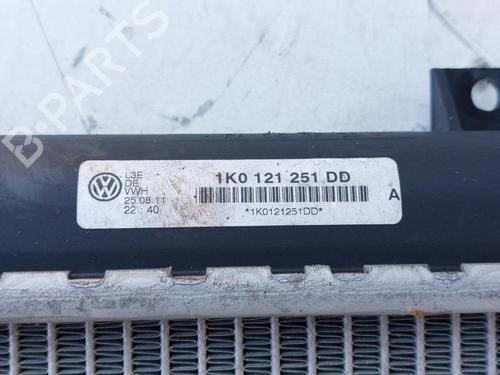 B-PARTS
L3E
DE
VWH
25.08.11
22 : 40
1K0 121 251 DD
*1K0121251DD*
A